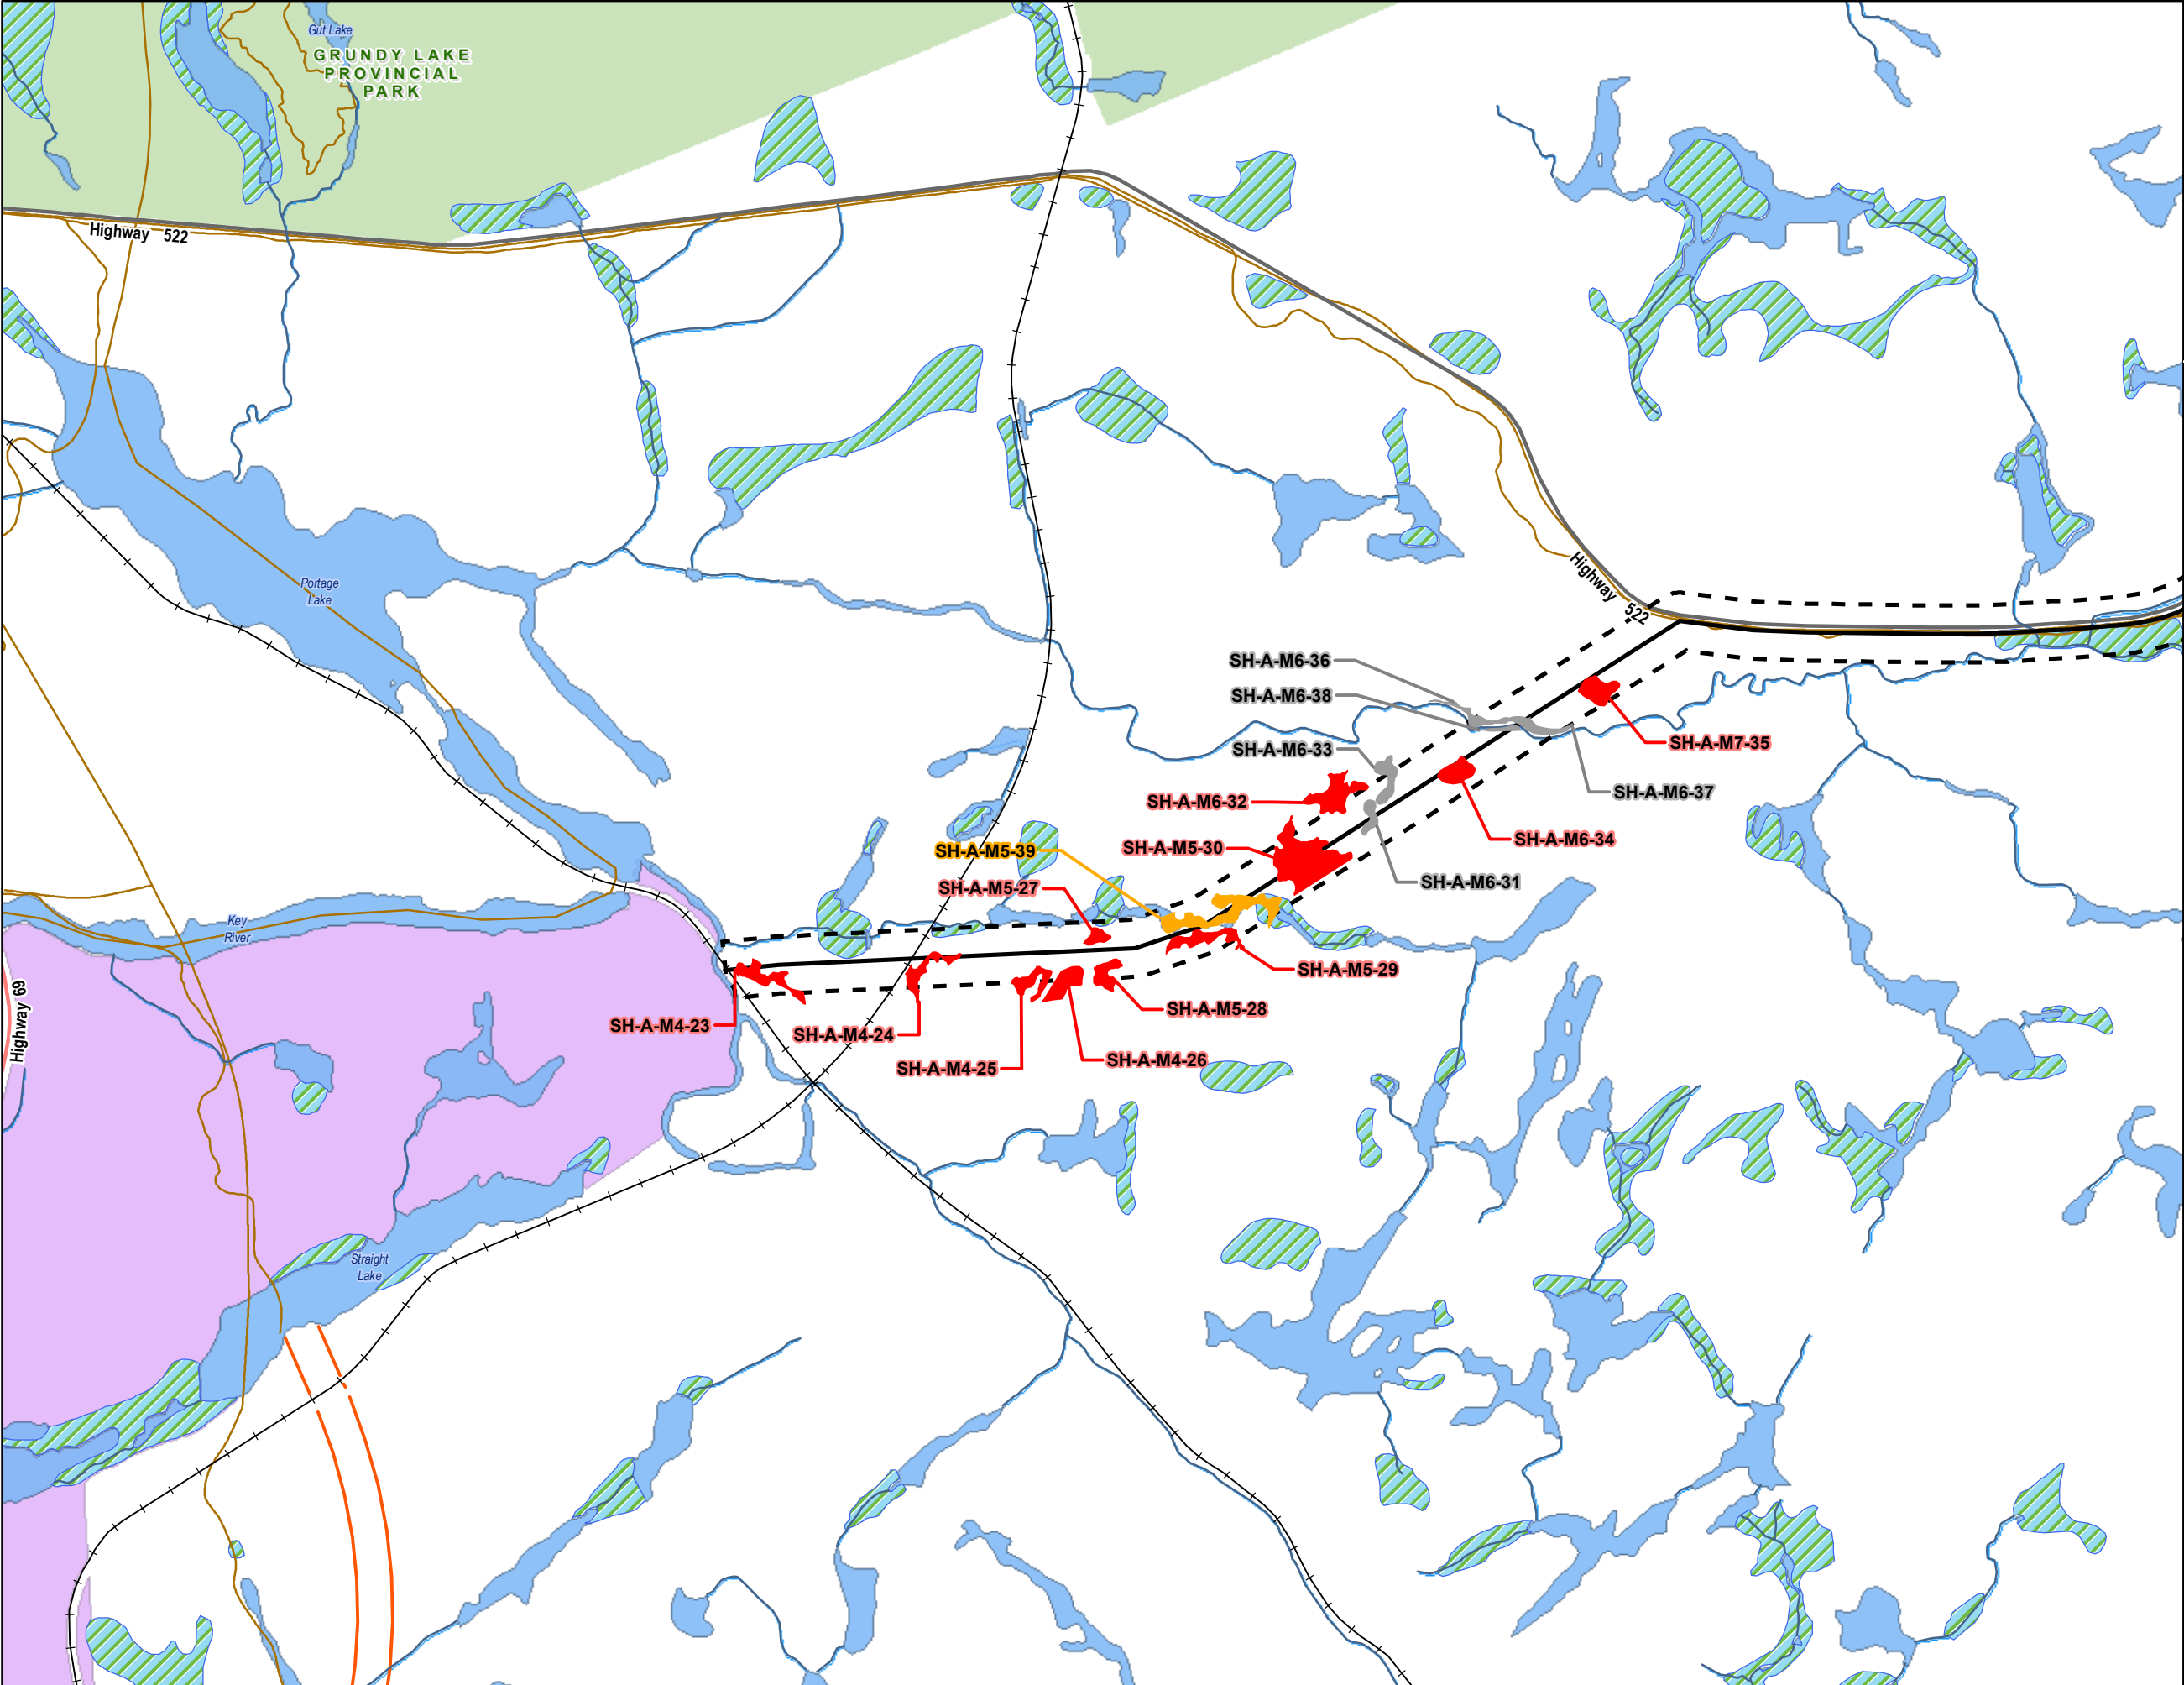 Gut Lake
GRUNDY LAKE
PROVINCIAL
PARK
Highway 522
Portage
Lake
Highway 522
SH-A-M6-36
SH-A-M6-38
SH-A-M7-35
SH-A-M6-33
SH-A-M6-37
SH-A-M6-32
SH-A-M6-34
SH-A-M5-39
SH-A-M5-30
SH-A-M6-31
SH-A-M5-27
Key
River
SH-A-M5-29
Highway 69
SH-A-M5-28
SH-A-M4-23
SH-A-M4-24
SH-A-M4-25
SH-A-M4-26
Straight
Lake